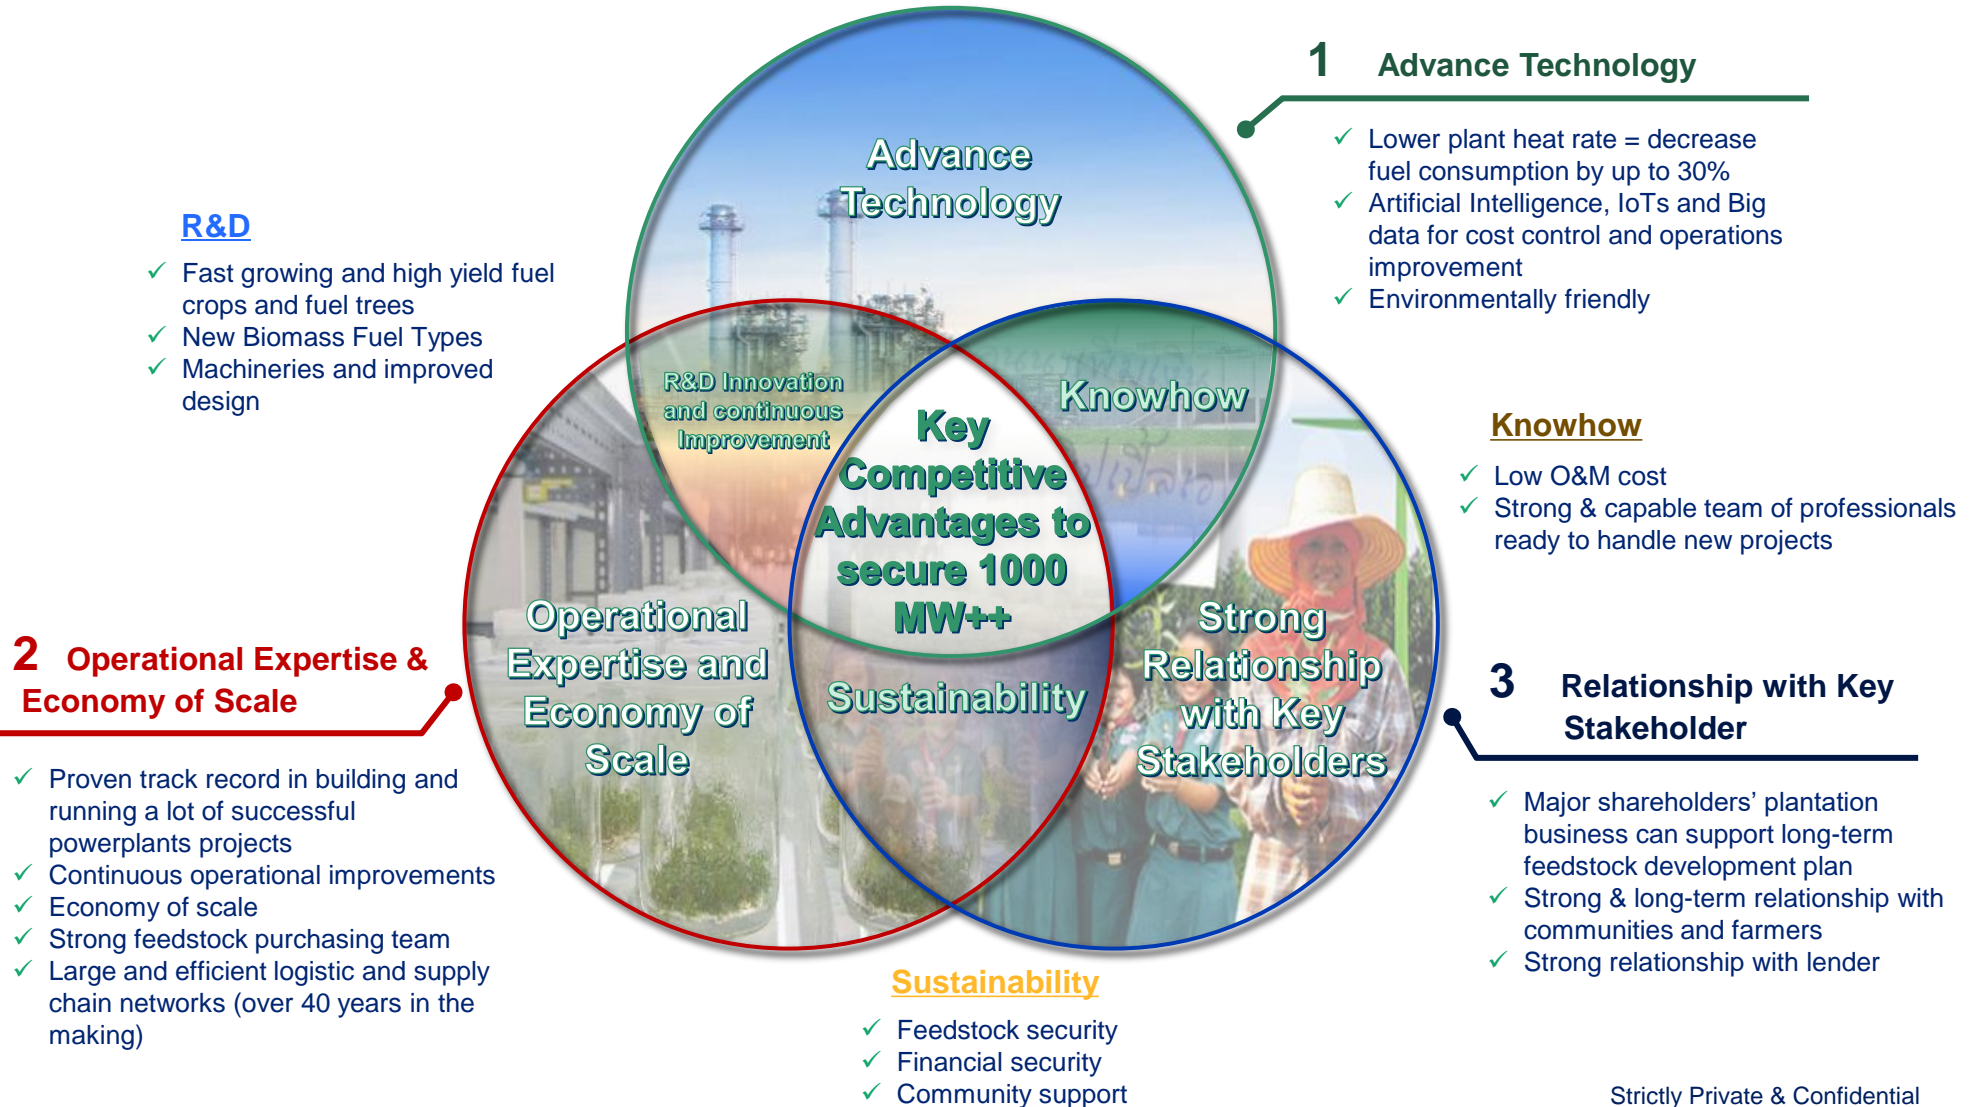 1 Advance Technology
✓ Lower plant heat rate = decrease
fuel consumption by up to 30%
✓ Artificial Intelligence, IoTs and Big
data for cost control and operations
improvement
✓ Environmentally friendly
R&D
✓ Fast growing and high yield fuel
crops and fuel trees
✓ New Biomass Fuel Types
✓ Machineries and improved
design
Advance
Technology
R&D Innovation
and continuous
Improvement
Knowhow
Key
Competitive
Advantages to
secure 1000
MW++
Operational
Expertise and
Economy of
Scale
Sustainability
Strong
Relationship
with Key
Stakeholders
Knowhow
✓ Low O&M cost
✓ Strong & capable team of professionals
ready to handle new projects
2 Operational Expertise &
Economy of Scale
✓ Proven track record in building and
running a lot of successful
powerplants projects
✓ Continuous operational improvements
✓ Economy of scale
✓ Strong feedstock purchasing team
✓ Large and efficient logistic and supply
chain networks (over 40 years in the
making)
3 Relationship with Key
Stakeholder
✓ Major shareholders’ plantation
business can support long-term
feedstock development plan
✓ Strong & long-term relationship with
communities and farmers
✓ Strong relationship with lender
Sustainability
✓ Feedstock security
✓ Financial security
✓ Community support
Strictly Private & Confidential